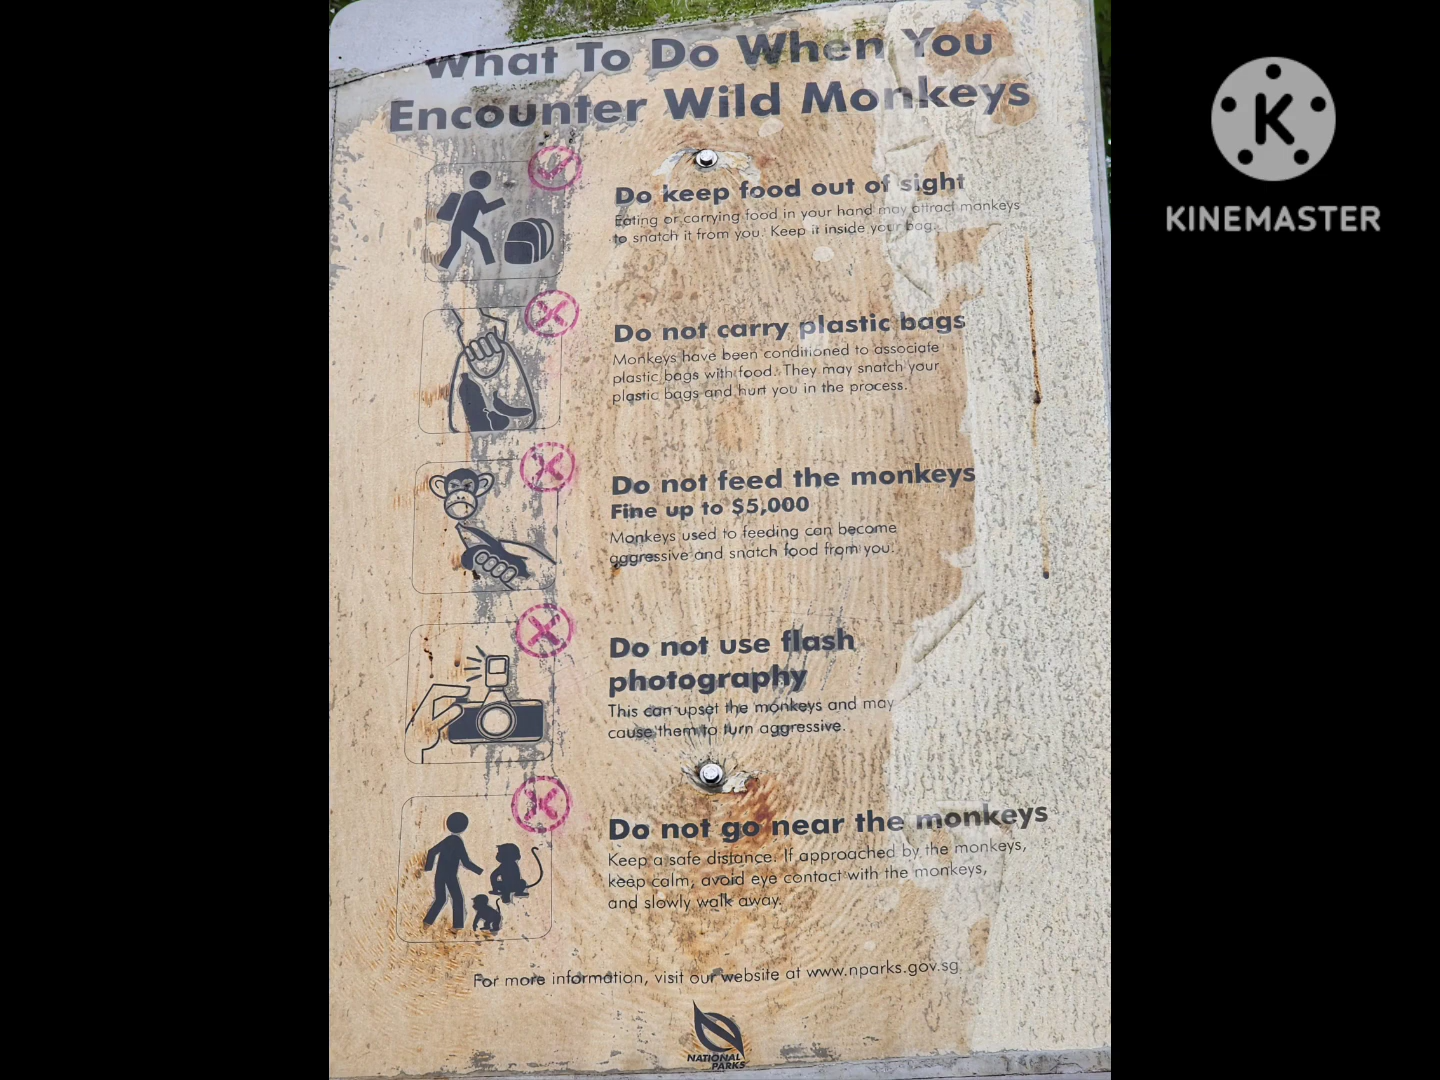 What To Do When You
Encounter Wild Monkeys
Do keep food out of sight
Eating or carrying food in your hand may attract monkeys
to snatch it from you. Keep it inside your bag.
Do not carry plastic bags
Monkeys have been conditioned to associate
plastic bags with food. They may snatch your
plastic bags and hurt you in the process.
Do not feed the monkeys
Fine up to $5,000
Monkeys used to feeding can become
aggressive and snatch food from you.
Do not use flash
photography
This can upset the monkeys and may
cause them to turn aggressive.
Do not go near the monkeys
Keep a safe distance. If approached by the monkeys,
keep calm, avoid eye contact with the monkeys,
and slowly walk away.
For more information, visit our website at www.nparks.gov.sg
NATIONAL
PARKS
K
KINEMASTER